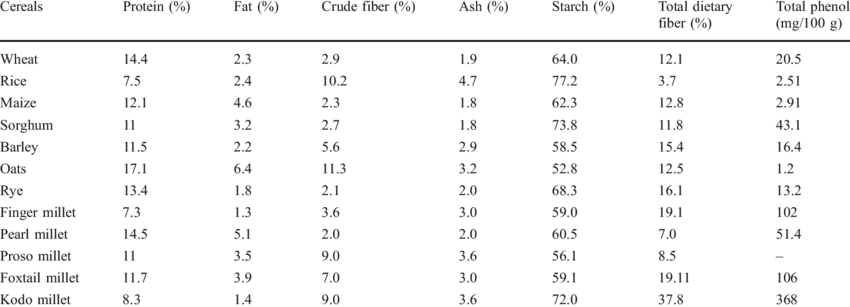 Cereals Protein (%) Fat (%) Crude fiber (%) Ash (%) Starch (%) Total dietary fiber (%) Total phenol (mg/100 g)
Wheat 14.4 2.3 2.9 1.9 64.0 12.1 20.5
Rice 7.5 2.4 10.2 4.7 77.2 3.7 2.51
Maize 12.1 4.6 2.3 1.8 62.3 12.8 2.91
Sorghum 11 3.2 2.7 1.8 73.8 11.8 43.1
Barley 11.5 2.2 5.6 2.9 58.5 15.4 16.4
Oats 17.1 6.4 11.3 3.2 52.8 12.5 1.2
Rye 13.4 1.8 2.1 2.0 68.3 16.1 13.2
Finger millet 7.3 1.3 3.6 3.0 59.0 19.1 102
Pearl millet 14.5 5.1 2.0 2.0 60.5 7.0 51.4
Proso millet 11 3.5 9.0 3.6 56.1 8.5 –
Foxtail millet 11.7 3.9 7.0 3.0 59.1 19.11 106
Kodo millet 8.3 1.4 9.0 3.6 72.0 37.8 368